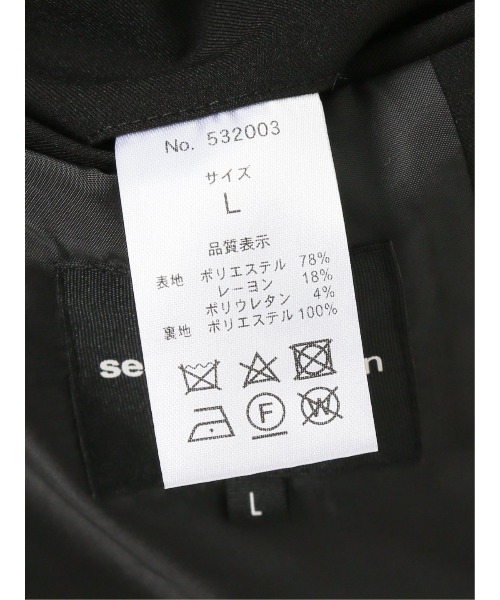 No. 532003
サイズ
L
品質表示
表地 ポリエステル 78%
レーヨン 18%
ポリウレタン 4%
裏地 ポリエステル 100%
F W
L